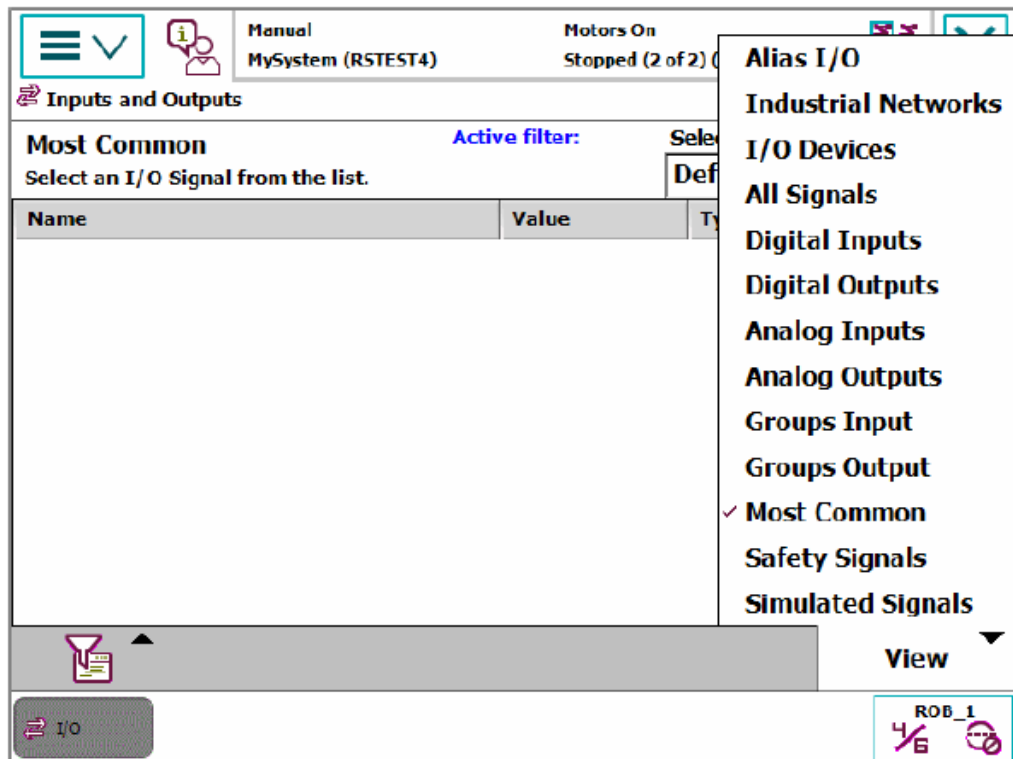 Manual
Motors On
MySystem (RSTEST4)
Stopped (2 of 2) (
Inputs and Outputs
Most Common
Active filter:
Select an I/O Signal from the list.
Name
Value
Alias I/O
Industrial Networks
I/O Devices
All Signals
Digital Inputs
Digital Outputs
Analog Inputs
Analog Outputs
Groups Input
Groups Output
Most Common
Safety Signals
Simulated Signals
View
I/O
ROB_1